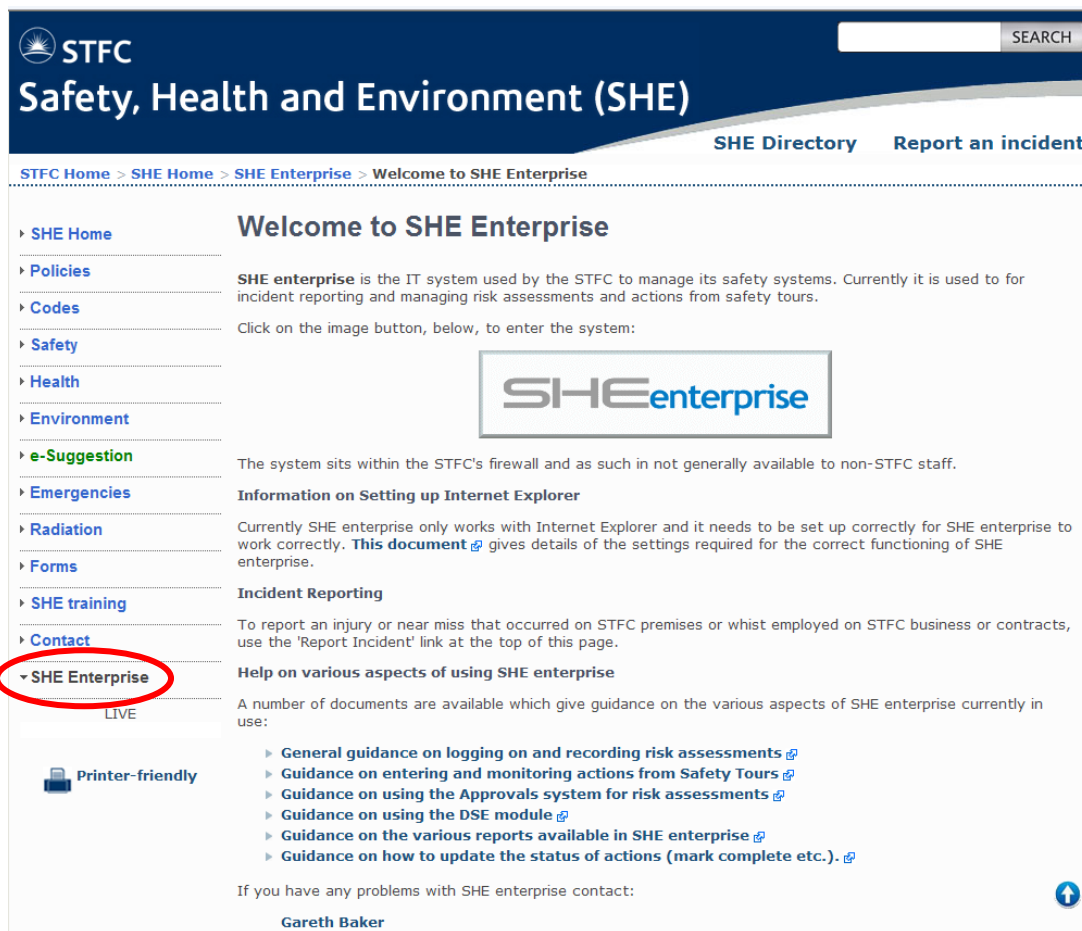 STFC
SEARCH
Safety, Health and Environment (SHE)
SHE Directory Report an incident
STFC Home > SHE Home > SHE Enterprise > Welcome to SHE Enterprise
SHE Home
Policies
Codes
Safety
Health
Environment
e-Suggestion
Emergencies
Radiation
Forms
SHE training
Contact
SHE Enterprise
LIVE
Printer-friendly
Welcome to SHE Enterprise
SHE enterprise is the IT system used by the STFC to manage its safety systems. Currently it is used to for
incident reporting and managing risk assessments and actions from safety tours.
Click on the image button, below, to enter the system:
SHEenterprise
The system sits within the STFC's firewall and as such in not generally available to non-STFC staff.
Information on Setting up Internet Explorer
Currently SHE enterprise only works with Internet Explorer and it needs to be set up correctly for SHE enterprise to
work correctly. This document gives details of the settings required for the correct functioning of SHE
enterprise.
Incident Reporting
To report an injury or near miss that occurred on STFC premises or whist employed on STFC business or contracts,
use the 'Report Incident' link at the top of this page.
Help on various aspects of using SHE enterprise
A number of documents are available which give guidance on the various aspects of SHE enterprise currently in
use:
General guidance on logging on and recording risk assessments
Guidance on entering and monitoring actions from Safety Tours
Guidance on using the Approvals system for risk assessments
Guidance on using the DSE module
Guidance on the various reports available in SHE enterprise
Guidance on how to update the status of actions (mark complete etc.).
If you have any problems with SHE enterprise contact:
Gareth Baker